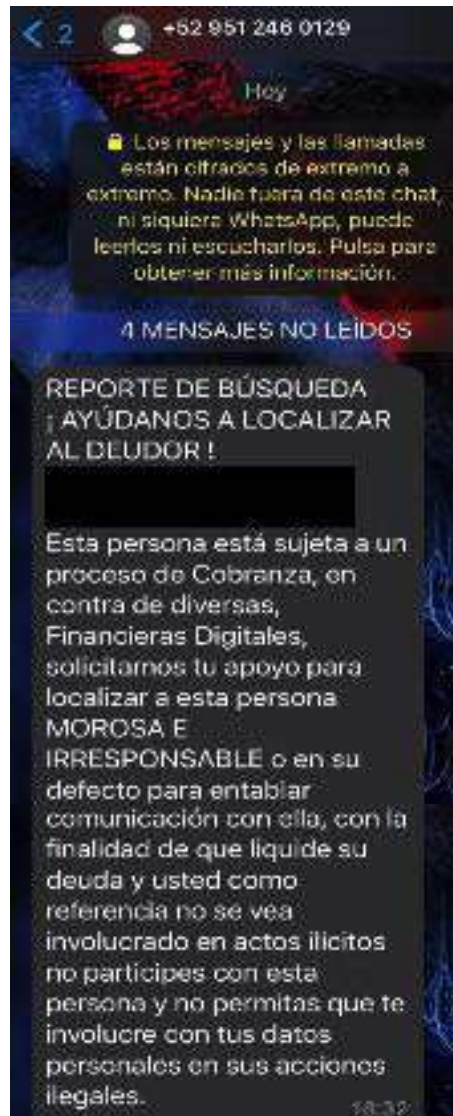 2
+52 951 246 0129
Hoy
Los mensajes y las llamadas
están cifrados de extremo a
extremo. Nadie fuera de este chat,
ni siquiera WhatsApp, puede
leerlos ni escucharlos. Pulsa para
obtener más información.
4 MENSAJES NO LEÍDOS
REPORTE DE BÚSQUEDA
¡ AYÚDANOS A LOCALIZAR
AL DEUDOR !
Esta persona está sujeta a un
proceso de Cobranza, en
contra de diversas,
Financieras Digitales,
solicitamos tu apoyo para
localizar a esta persona
MOROSA E
IRRESPONSABLE o en su
defecto para entablar
comunicación con ella, con la
finalidad de que liquide su
deuda y usted como
referencia no se vea
involucrado en actos ilicitos
no participes con esta
persona y no permitas que te
involucre con tus datos
personales en sus acciones
ilegales.